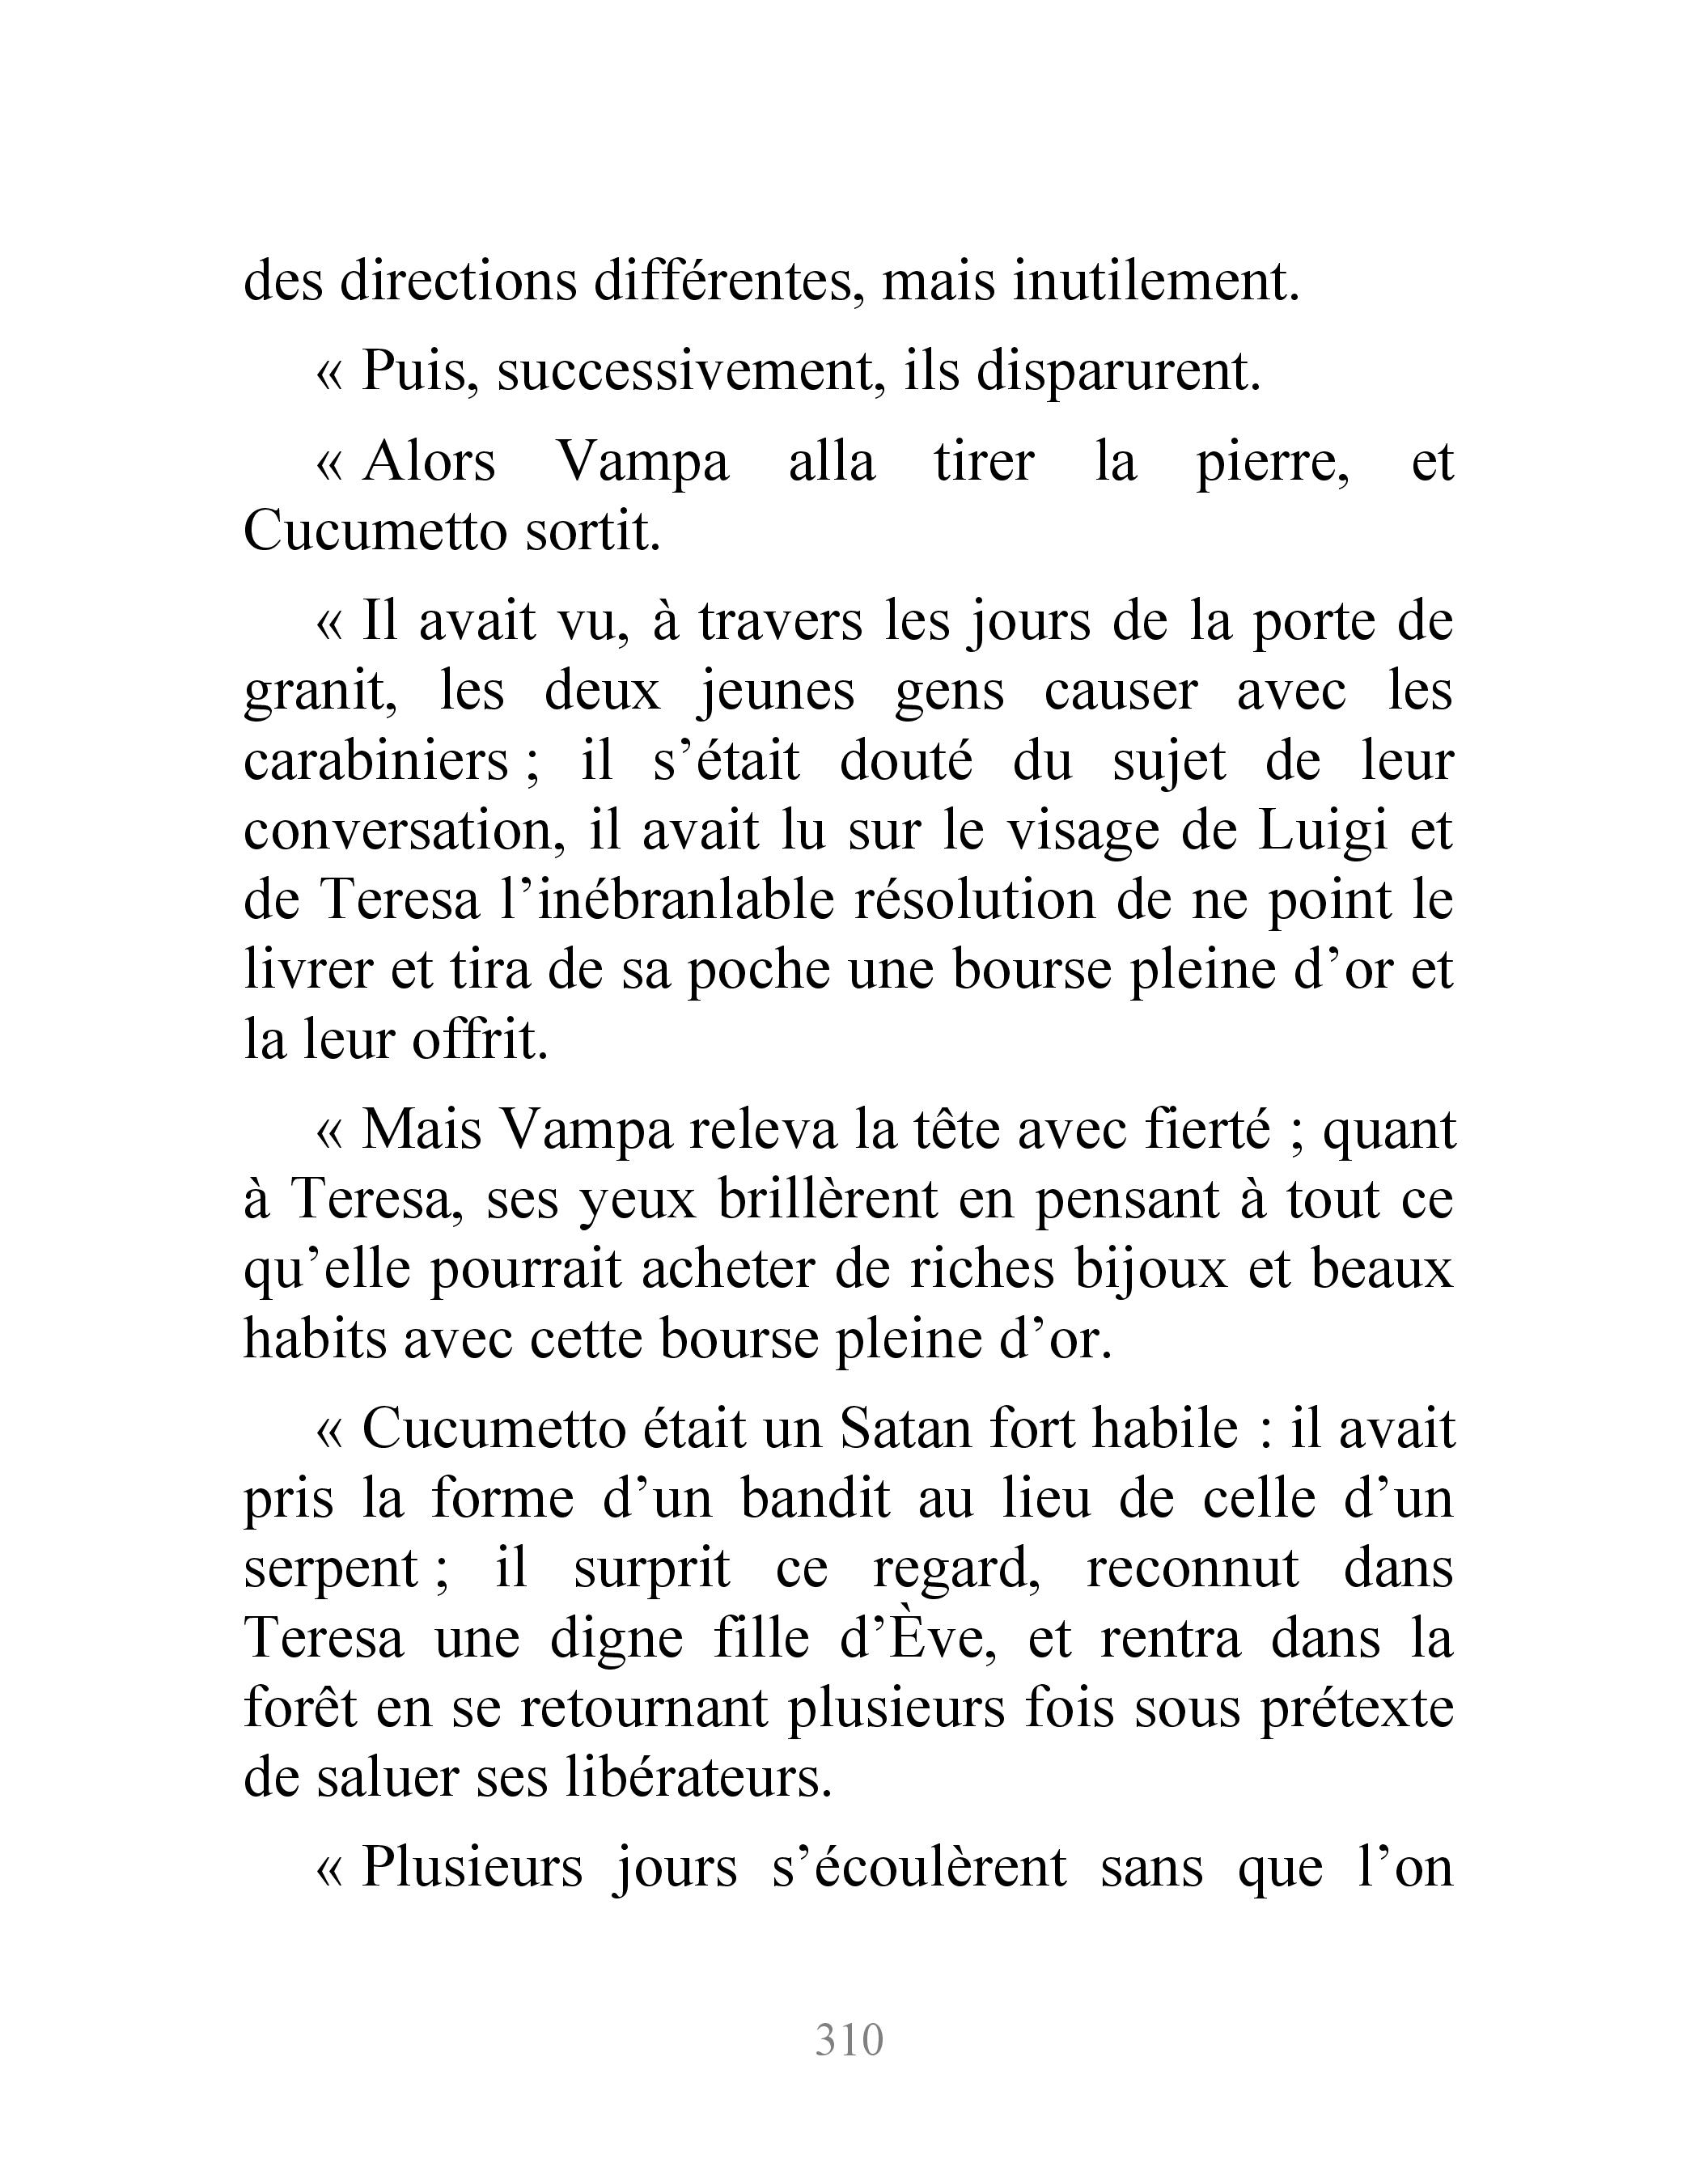 des directions différentes, mais inutilement.
« Puis, successivement, ils disparurent.
« Alors Vampa alla tirer la pierre, et
Cucumetto sortit.
« Il avait vu, à travers les jours de la porte de
granit, les deux jeunes gens causer avec les
carabiniers ; il s’était douté du sujet de leur
conversation, il avait lu sur le visage de Luigi et
de Teresa l’inébranlable résolution de ne point le
livrer et tira de sa poche une bourse pleine d’or et
la leur offrit.
« Mais Vampa releva la tête avec fierté ; quant
à Teresa, ses yeux brillèrent en pensant à tout ce
qu’elle pourrait acheter de riches bijoux et beaux
habits avec cette bourse pleine d’or.
« Cucumetto était un Satan fort habile : il avait
pris la forme d’un bandit au lieu de celle d’un
serpent ; il surprit ce regard, reconnut dans
Teresa une digne fille d’Ève, et rentra dans la
forêt en se retournant plusieurs fois sous prétexte
de saluer ses libérateurs.
« Plusieurs jours s’écoulèrent sans que l’on
310